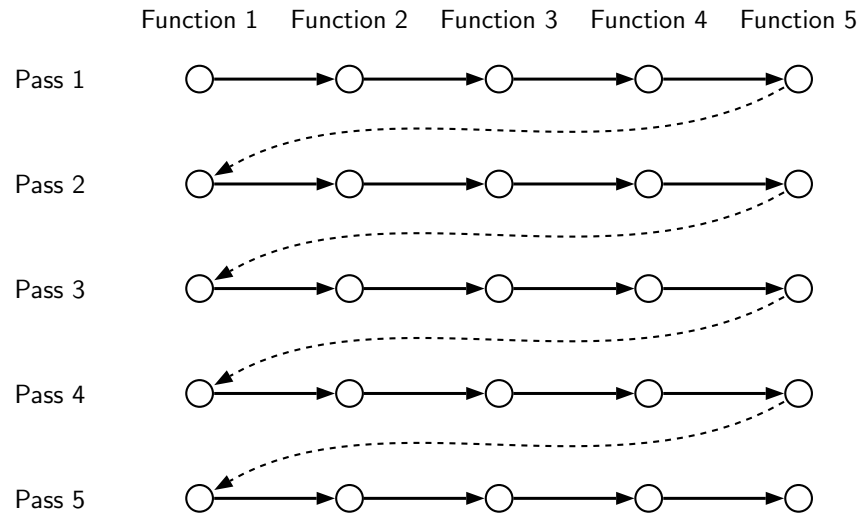 Function 1 Function 2 Function 3 Function 4 Function 5
Pass 1
Pass 2
Pass 3
Pass 4
Pass 5